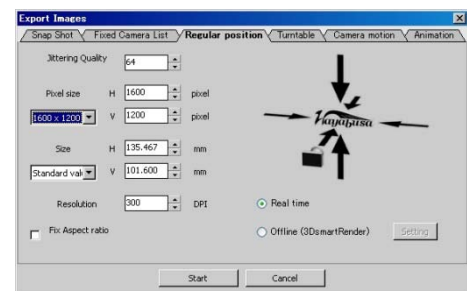 Export Images
Snap Shot Fixed Camera List Regular position Turntable Camera motion Animation
Jittering Quality 64
Pixel size H 1600 pixel
1600 x 1200 V 1200 pixel
Hayabusa
Size H 135.467 mm
Standard valu V 101.600 mm
Resolution 300 DPI
Real time
Fix Aspect ratio
Offline (3DsmartRender) Setting
Start Cancel